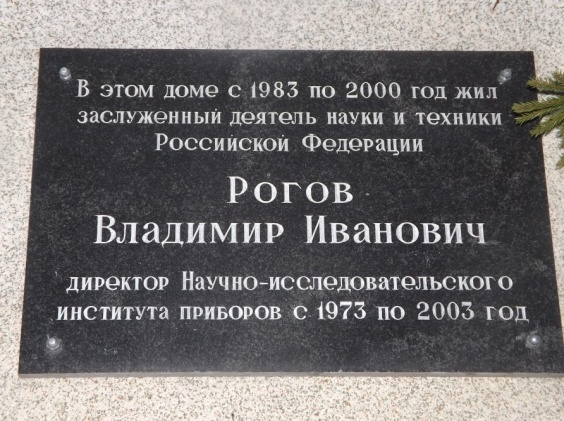 В этом доме с 1983 по 2000 год жил
заслуженный деятель науки и техники
Российской Федерации
Рогов
Владимир Иванович
директор Научно-исследовательского
института приборов с 1973 по 2003 год